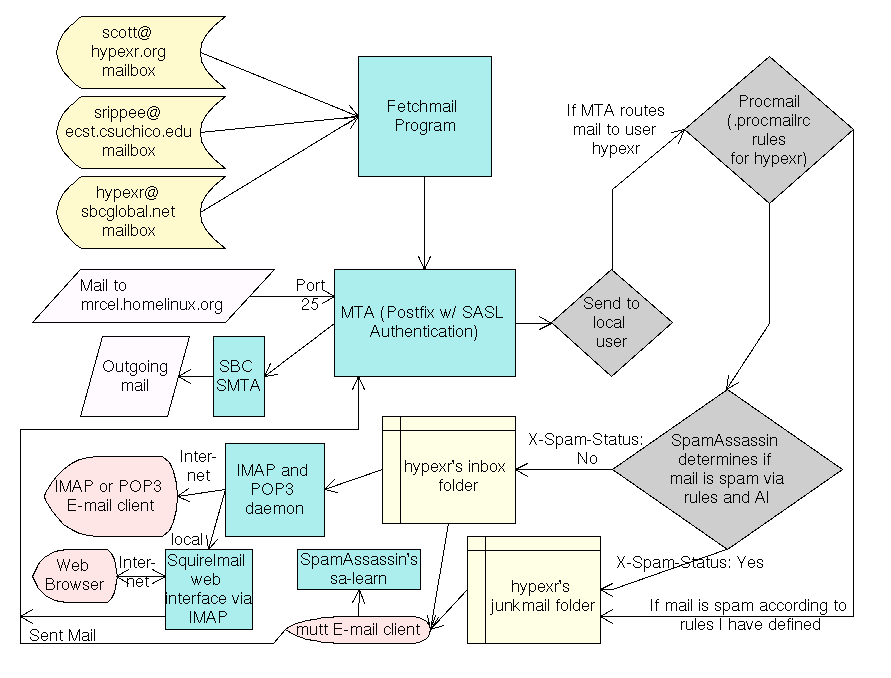 scott@
hypexr.org
mailbox
srippee@
ecst.csuchico.edu
mailbox
hypexr@
sbcglobal.net
mailbox
Fetchmail
Program
If MTA routes
mail to user
hypexr
Procmail
(.procmailrc
rules
for hypexr)
Mail to
mrcel.homelinux.org
Port
25
MTA (Postfix w/ SASL
Authentication)
Send to
local
user
Outgoing
mail
SBC
SMTA
X-Spam-Status:
No
SpamAssassin
determines if
mail is spam via
rules and AI
hypexr's inbox
folder
IMAP and
POP3
daemon
Inter-
net
IMAP or POP3
E-mail client
local
Web
Browser
Inter-
net
Squirelmail
web
interface via
IMAP
SpamAssassin's
sa-learn
hypexr's
junkmail folder
X-Spam-Status: Yes
If mail is spam according to
rules I have defined
Sent Mail
mutt E-mail client